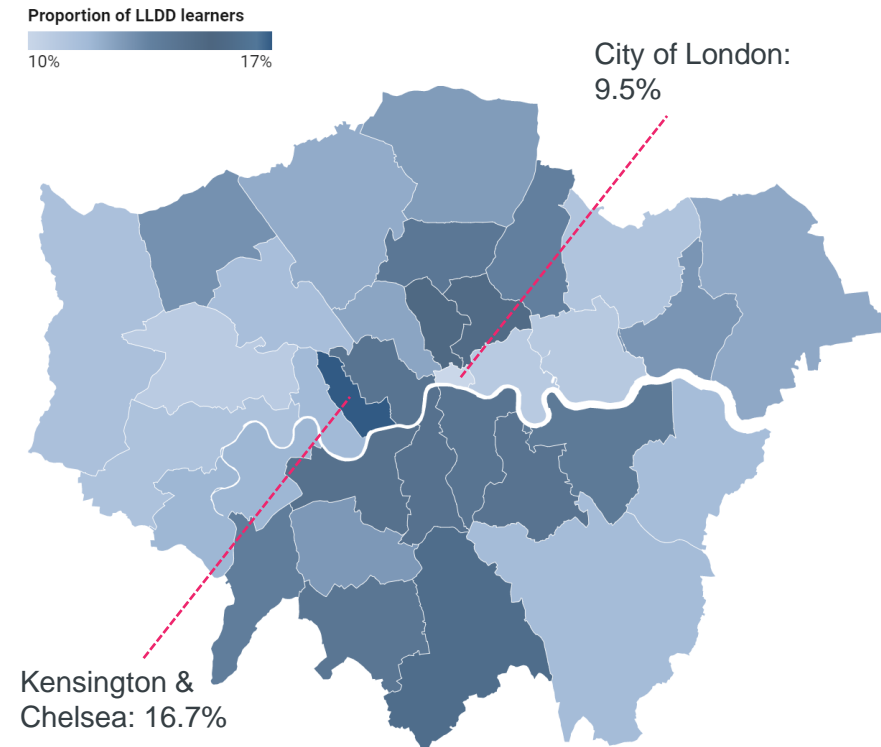 Proportion of LLDD learners
10% 17%
City of London:
9.5%
Kensington &
Chelsea: 16.7%